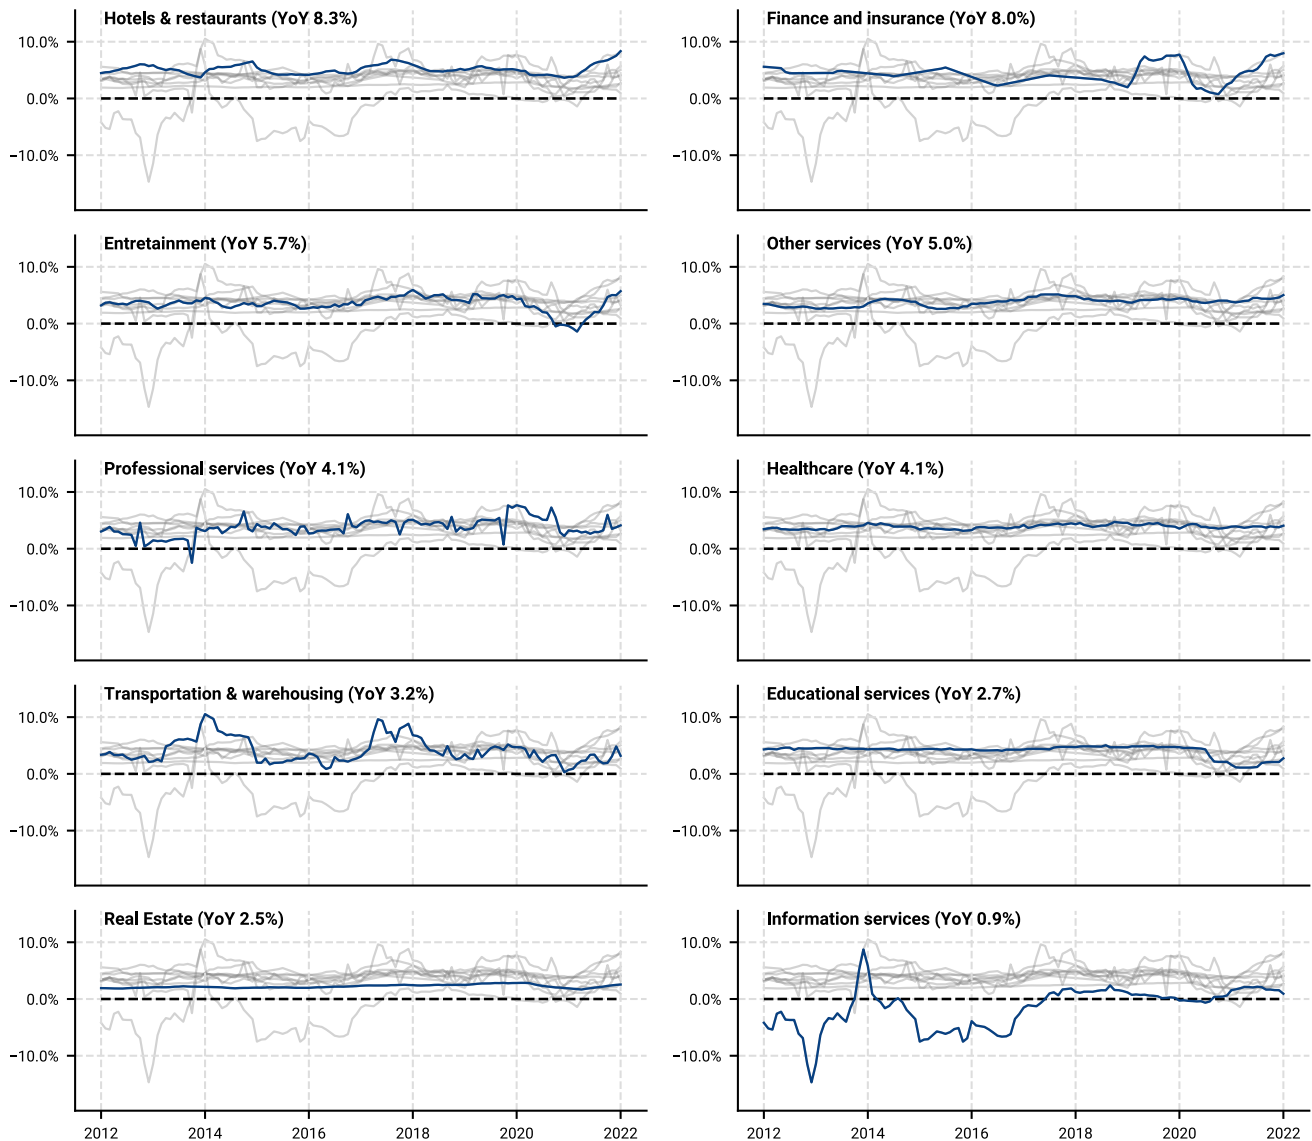 Hotels & restaurants (YoY 8.3%)
10.0%
0.0%
−10.0%
Finance and insurance (YoY 8.0%)
10.0%
0.0%
−10.0%
Entretainment (YoY 5.7%)
10.0%
0.0%
−10.0%
Other services (YoY 5.0%)
10.0%
0.0%
−10.0%
Professional services (YoY 4.1%)
10.0%
0.0%
−10.0%
Healthcare (YoY 4.1%)
10.0%
0.0%
−10.0%
Transportation & warehousing (YoY 3.2%)
10.0%
0.0%
−10.0%
Educational services (YoY 2.7%)
10.0%
0.0%
−10.0%
Real Estate (YoY 2.5%)
10.0%
0.0%
−10.0%
2012 2014 2016 2018 2020 2022
Information services (YoY 0.9%)
10.0%
0.0%
−10.0%
2012 2014 2016 2018 2020 2022